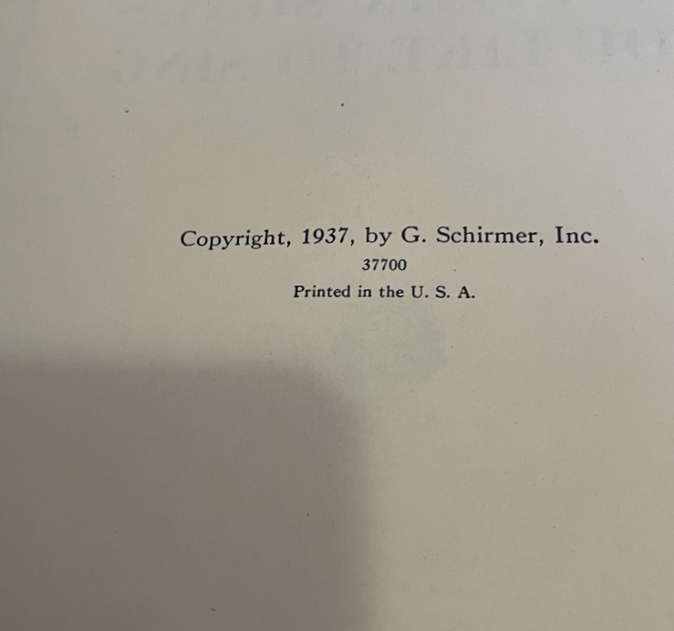 Copyright, 1937, by G. Schirmer, Inc.
37700
Printed in the U. S. A.